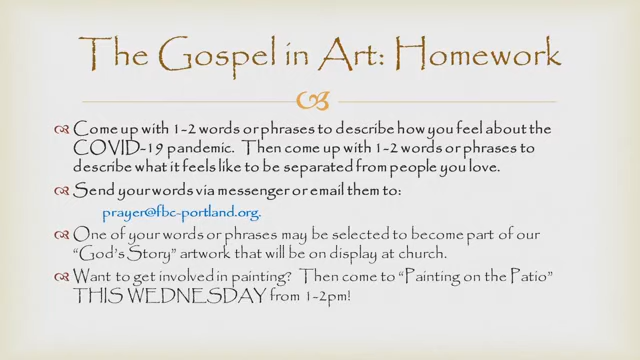 The Gospel in Art: Homework
Come up with 1-2 words or phrases to describe how you feel about the
COVID-19 pandemic. Then come up with 1-2 words or phrases to
describe what it feels like to be separated from people you love.
Send your words via messenger or email them to:
prayer@fbc-portland.org.
One of your words or phrases may be selected to become part of our
“God’s Story” artwork that will be on display at church.
Want to get involved in painting? Then come to “Painting on the Patio”
THIS WEDNESDAY from 1-2pm!